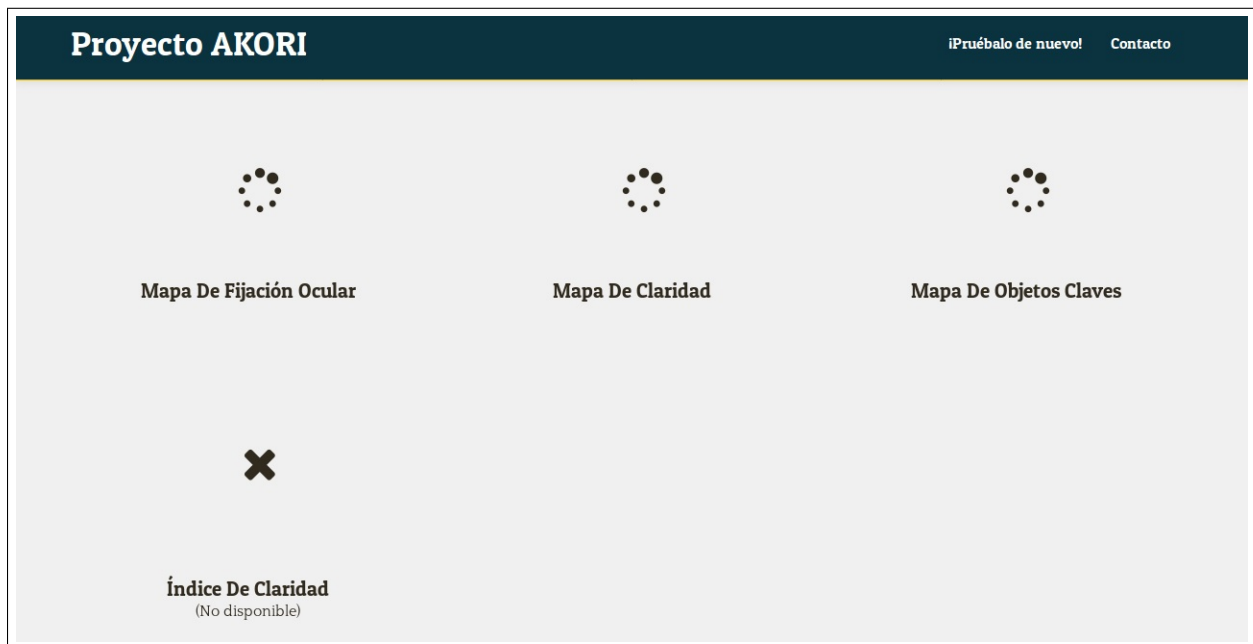 Proyecto AKORI
¡Pruébalo de nuevo! Contacto
Mapa De Fijación Ocular
Mapa De Claridad
Mapa De Objetos Claves
Índice De Claridad
(No disponible)